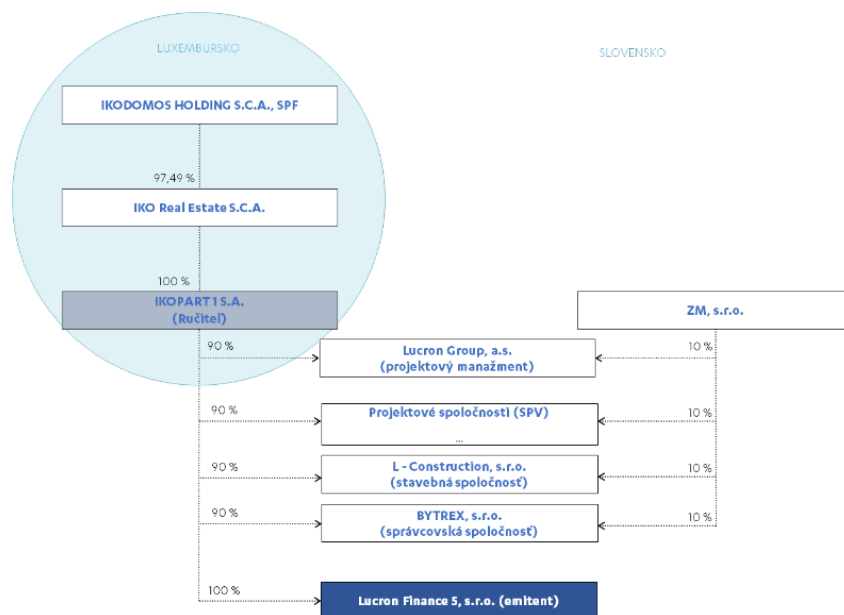 LUXEMBURSKO
SLOVENSKO
IKODOMOS HOLDING S.C.A., SPF
97,49 %
IKO Real Estate S.C.A.
100 %
IKOPART 1 S.A.
(Ručiteľ)
ZM, s.r.o.
90 %
Lucron Group, a.s.
(projektový manažment)
10 %
90 %
Projektové spoločnosti (SPV)
...
10 %
90 %
L - Construction, s.r.o.
(stavebná spoločnosť)
10 %
90 %
BYTREX, s.r.o.
(správcovská spoločnosť)
10 %
100 %
Lucron Finance 5, s.r.o. (emitent)